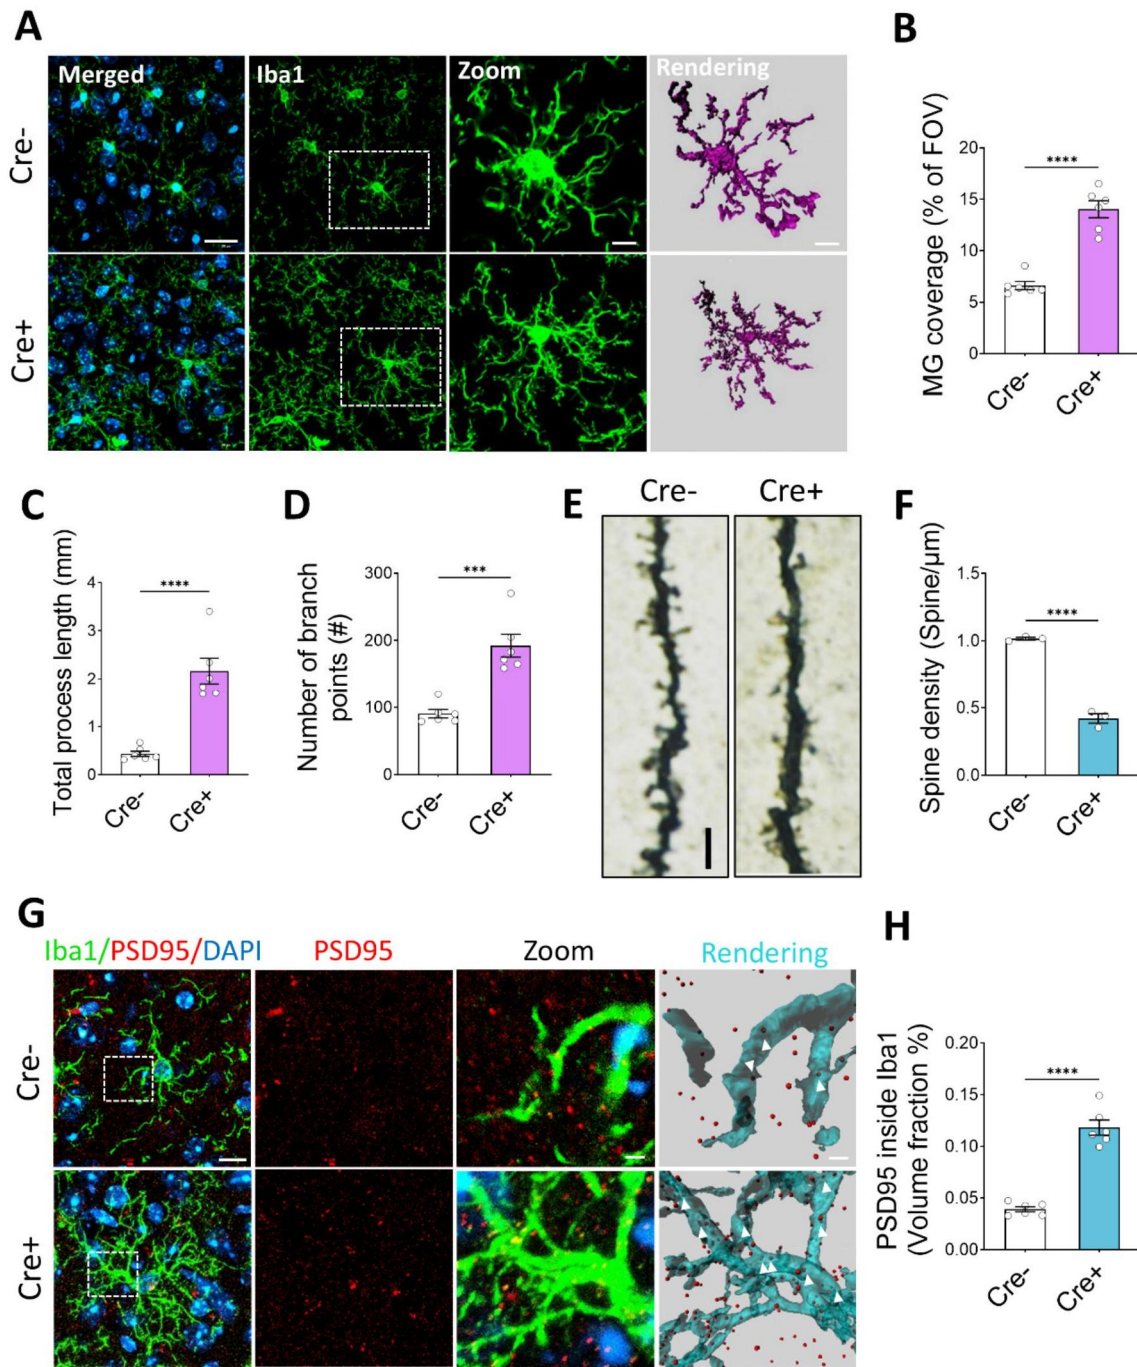 A
Merged
Iba1
Zoom
Rendering
Cre-
Cre+
B
MG coverage (% of FOV)
20
15
10
5
0
****
Cre-
Cre+
C
Total process length (mm)
4
3
2
1
0
****
Cre-
Cre+
D
Number of branch
points (#)
300
200
100
0
***
Cre-
Cre+
E
Cre-
Cre+
F
Spine density (Spine/μm)
1.5
1.0
0.5
0.0
****
Cre-
Cre+
G
Iba1/PSD95/DAPI
PSD95
Zoom
Rendering
Cre-
Cre+
H
PSD95 inside Iba1
(Volume fraction %)
0.20
0.15
0.10
0.05
0.00
****
Cre-
Cre+